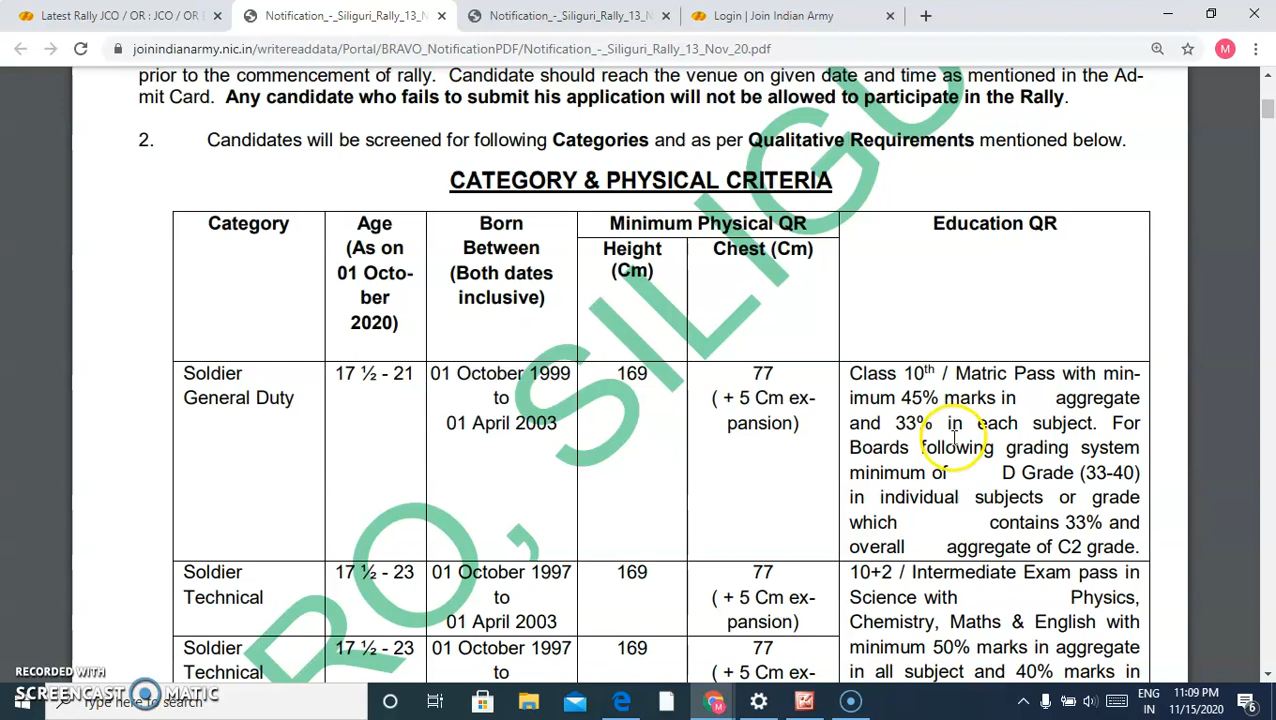 Latest Rally JCO / OR : JCO / OR E
Notification_-_Siliguri_Rally_13_N
Notification_-_Siliguri_Rally_13_N
Login | Join Indian Army
joinindianarmy.nic.in/writereaddata/Portal/BRAVO_NotificationPDF/Notification_-_Siliguri_Rally_13_Nov_20.pdf
M
prior to the commencement of rally. Candidate should reach the venue on given date and time as mentioned in the Ad-
mit Card. Any candidate who fails to submit his application will not be allowed to participate in the Rally.
2. Candidates will be screened for following Categories and as per Qualitative Requirements mentioned below.
CATEGORY & PHYSICAL CRITERIA
Category
Age
(As on
01 Octo-
ber
2020)
Born
Between
(Both dates
inclusive)
Minimum Physical QR
Height
(Cm)
Chest (Cm)
Education QR
Soldier
General Duty
17 ½ - 21
01 October 1999
to
01 April 2003
169
77
( + 5 Cm ex-
pansion)
Class 10th / Matric Pass with min-
imum 45% marks in aggregate
and 33% in each subject. For
Boards following grading system
minimum of D Grade (33-40)
in individual subjects or grade
which contains 33% and
overall aggregate of C2 grade.
Soldier
Technical
17 ½ - 23
01 October 1997
to
01 April 2003
169
77
( + 5 Cm ex-
pansion)
10+2 / Intermediate Exam pass in
Science with Physics,
Chemistry, Maths & English with
minimum 50% marks in aggregate
in all subject and 40% marks in
Soldier
Technical
17 ½ - 23
01 October 1997
to
169
77
( + 5 Cm ex-
RO, SILIGU
RECORDED WITH
SCREENCAST MATIC
Type here to search
ENG
IN
11:09 PM
11/15/2020
6